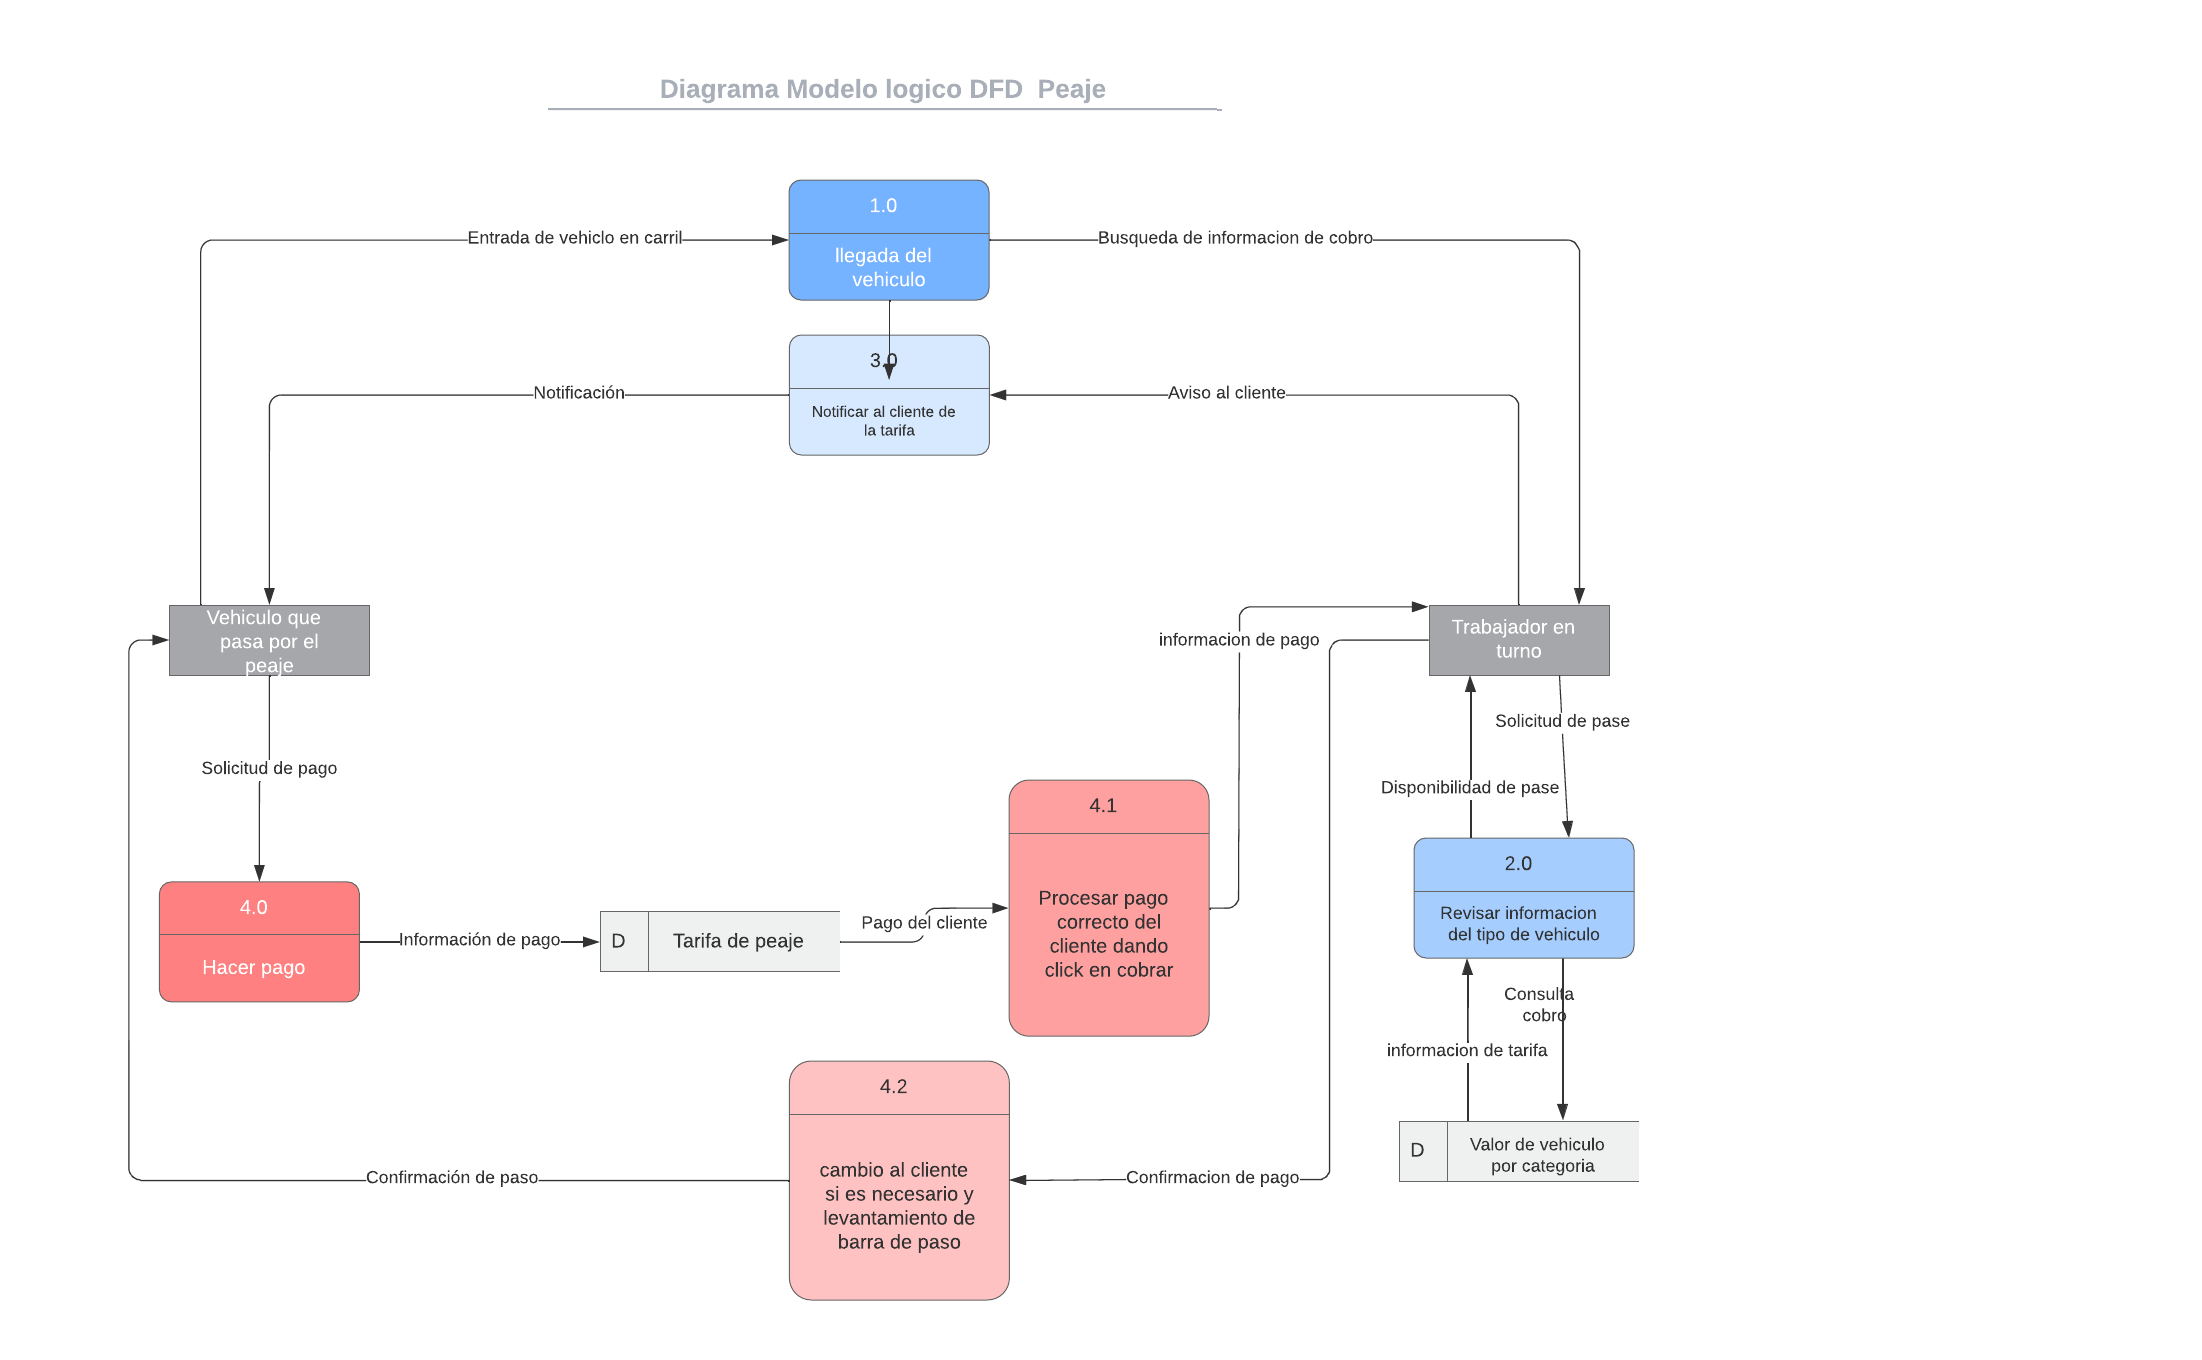 Diagrama Modelo logico DFD  Peaje
1.0
Entrada de vehiclo en carril
Busqueda de informacion de cobro
llegada del
vehiculo
3.0
Notificación
Aviso al cliente
Notificar al cliente de
la tarifa
Vehiculo que
pasa por el
peaje
informacion de pago
Trabajador en
turno
Solicitud de pase
Solicitud de pago
Disponibilidad de pase
4.1
2.0
4.0
Procesar pago
correcto del
cliente dando
click en cobrar
Revisar informacion
del tipo de vehiculo
Pago del cliente
Información de pago
D
Tarifa de peaje
Hacer pago
Consulta
cobro
informacion de tarifa
4.2
D
Valor de vehiculo
por categoria
Confirmación de paso
Confirmacion de pago
cambio al cliente
si es necesario y
levantamiento de
barra de paso